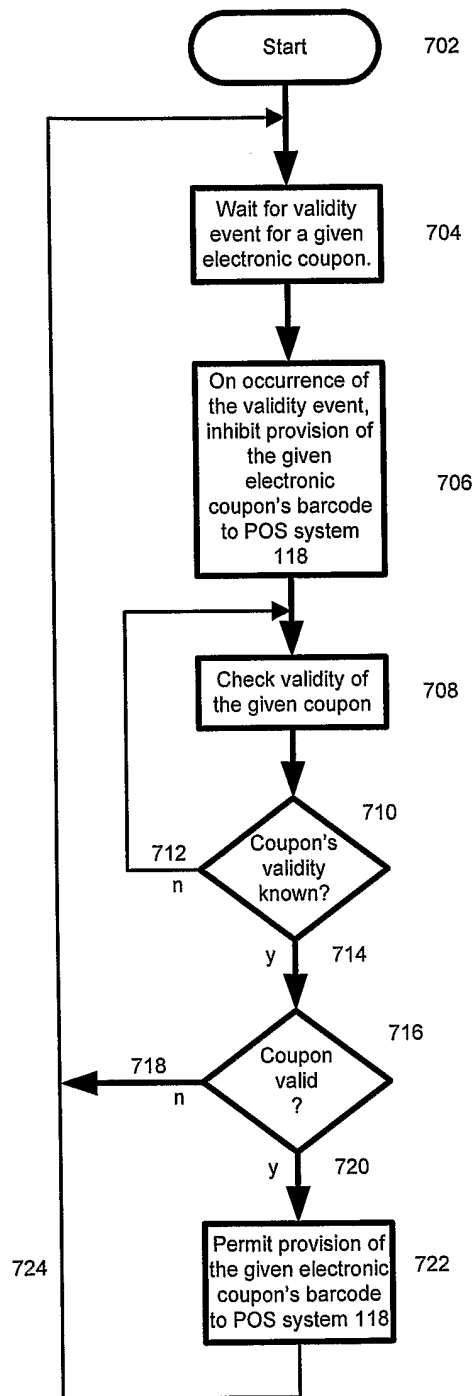 Start
702
Wait for validity
event for a given
electronic coupon.
704
On occurrence of
the validity event,
inhibit provision of
the given
electronic
coupon's barcode
to POS system
118
706
Check validity of
the given coupon
708
710
Coupon's
validity
known?
712
n
y
714
716
Coupon
valid
?
718
n
y
720
Permit provision of
the given electronic
coupon's barcode
to POS system 118
722
724